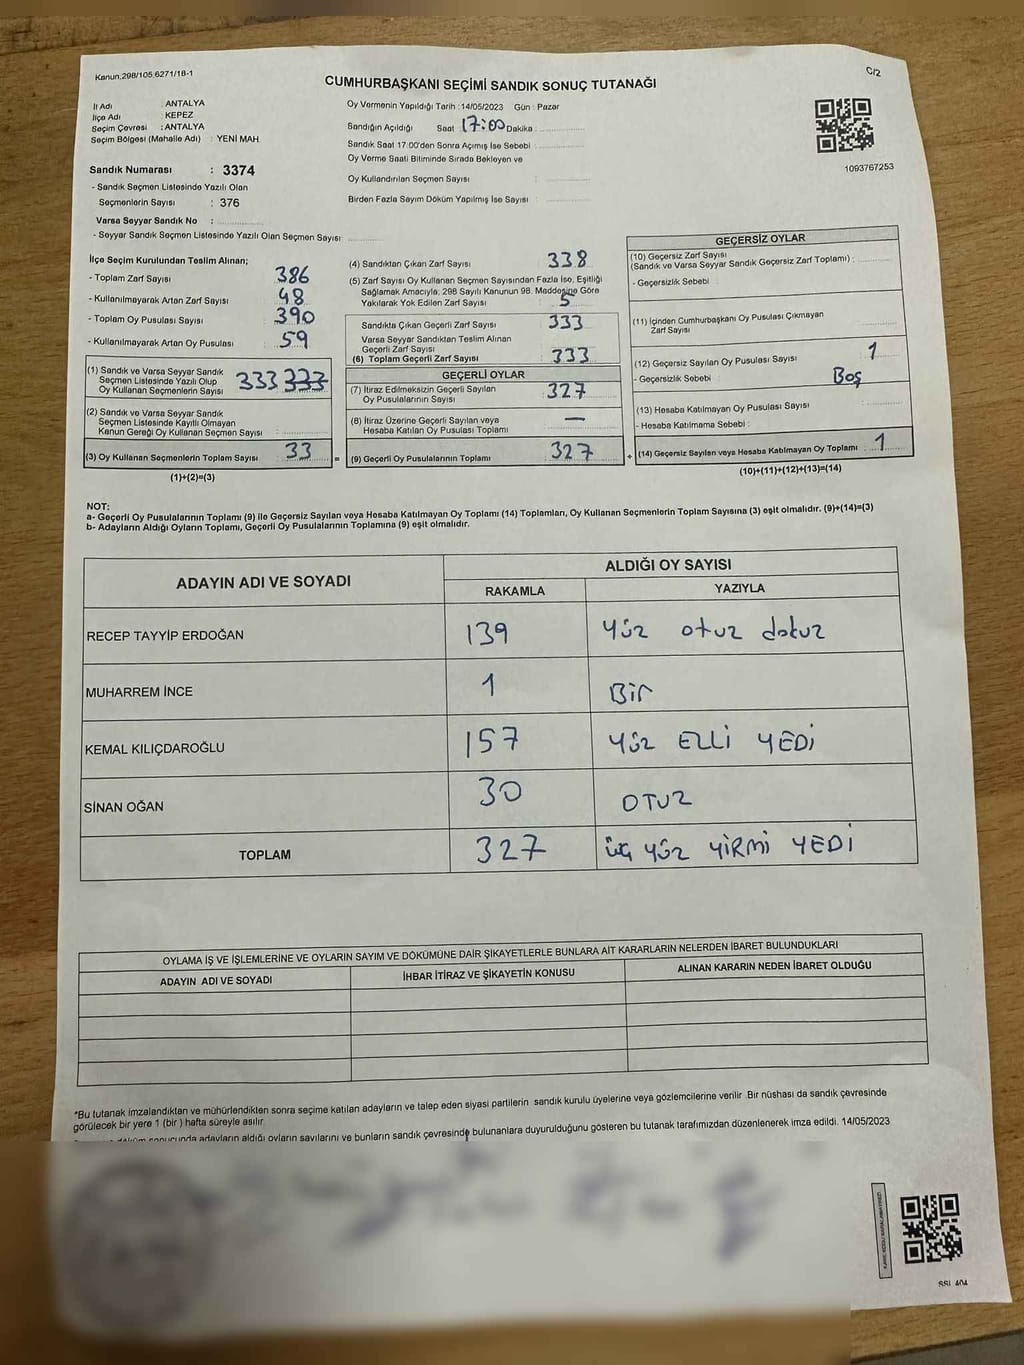 Kanun:298/105 6271/18-1
C/2
CUMHURBAŞKANI SEÇİMİ SANDIK SONUÇ TUTANAĞI
İl Adı : ANTALYA
İlçe Adı : KEPEZ
Seçim Çevresi : ANTALYA
Seçim Bölgesi (Mahalle Adı) : YENİ MAH.
Sandık Numarası : 3374
- Sandık Seçmen Listesinde Yazılı Olan
Seçmenlerin Sayısı : 376
Varsa Seyyar Sandık No :
- Seyyar Sandık Seçmen Listesinde Yazılı Olan Seçmen Sayısı
Oy Vermenin Yapıldığı Tarih :14/05/2023 Gün : Pazar
Sandığın Açıldığı Saat 17:00 Dakika :
Sandık Saat 17:00'den Sonra Açımış İse Sebebi :
Oy Verme Saati Bitiminde Sırada Bekleyen ve
Oy Kullandırılan Seçmen Sayısı :
Birden Fazla Sayım Döküm Yapılmış İse Sayısı :
1093767253
İlçe Seçim Kurulundan Teslim Alınan;
- Toplam Zarf Sayısı 386
- Kullanılmayarak Artan Zarf Sayısı 48
- Toplam Oy Pusulası Sayısı 390
- Kullanılmayarak Artan Oy Pusulası 59
(1) Sandık ve Varsa Seyyar Sandık
Seçmen Listesinde Yazılı Olup
Oy Kullanan Seçmenlerin Sayısı 333 333
(2) Sandık ve Varsa Seyyar Sandık
Seçmen Listesinde Kayıtlı Olmayan
Kanun Gereği Oy Kullanan Seçmen Sayısı
(3) Oy Kullanan Seçmenlerin Toplam Sayısı 33 =
(1)+(2)=(3)
(4) Sandıktan Çıkan Zarf Sayısı 338
(5) Zarf Sayısı Oy Kullanan Seçmen Sayısından Fazla İse, Eşitliği
Sağlamak Amacıyla, 298 Sayılı Kanunun 98. Maddesine Göre
Yakılarak Yok Edilen Zarf Sayısı 5
Sandıkta Çıkan Geçerli Zarf Sayısı 333
Varsa Seyyar Sandıktan Teslim Alınan
Geçerli Zarf Sayısı
(6) Toplam Geçerli Zarf Sayısı 333
GEÇERLİ OYLAR
(7) İtiraz Edilmeksizin Geçerli Sayılan
Oy Pusulalarının Sayısı 327
(8) İtiraz Üzerine Geçerli Sayılan veya
Hesaba Katılan Oy Pusulası Toplamı —
(9) Geçerli Oy Pusulalarının Toplamı 327 +
GEÇERSİZ OYLAR
(10) Geçersiz Zarf Sayısı
(Sandık ve Varsa Seyyar Sandık Geçersiz Zarf Toplamı) :
- Geçersizlik Sebebi :
(11) İçinden Cumhurbaşkanı Oy Pusulası Çıkmayan
Zarf Sayısı
(12) Geçersiz Sayılan Oy Pusulası Sayısı 1
- Geçersizlik Sebebi : Boş
(13) Hesaba Katılmayan Oy Pusulası Sayısı
- Hesaba Katılmama Sebebi :
(14) Geçersiz Sayılan veya Hesaba Katılmayan Oy Toplamı 1
(10)+(11)+(12)+(13)=(14)
NOT:
a- Geçerli Oy Pusulalarının Toplamı (9) ile Geçersiz Sayılan veya Hesaba Katılmayan Oy Toplamı (14) Toplamları, Oy Kullanan Seçmenlerin Toplam Sayısına (3) eşit olmalıdır. (9)+(14)=(3)
b- Adayların Aldığı Oyların Toplamı, Geçerli Oy Pusulalarının Toplamına (9) eşit olmalıdır.
ADAYIN ADI VE SOYADI ALDIĞI OY SAYISI
RAKAMLA YAZIYLA
RECEP TAYYİP ERDOĞAN 139 yüz otuz dokuz
MUHARREM İNCE 1 Bir
KEMAL KILIÇDAROĞLU 157 YÜZ ELLİ YEDİ
SİNAN OĞAN 30 OTUZ
TOPLAM 327 üç yüz YİRMİ YEDİ
OYLAMA İŞ VE İŞLEMLERİNE VE OYLARIN SAYIM VE DÖKÜMÜNE DAİR ŞİKAYETLERLE BUNLARA AİT KARARLARIN NELERDEN İBARET BULUNDUKLARI
ADAYIN ADI VE SOYADI İHBAR İTİRAZ VE ŞİKAYETİN KONUSU ALINAN KARARIN NEDEN İBARET OLDUĞU
*Bu tutanak imzalandıktan ve mühürlendikten sonra seçime katılan adayların ve talep eden siyasi partilerin sandık kurulu üyelerine veya gözlemcilerine verilir .Bir nüshası da sandık çevresinde
görülecek bir yere 1 (bir ) hafta süreyle asılır.
sonucunda adayların aldığı oyların sayılarını ve bunların sandık çevresinde bulunanlara duyurulduğunu gösteren bu tutanak tarafımızdan düzenlenerek imza edildi. 14/05/2023